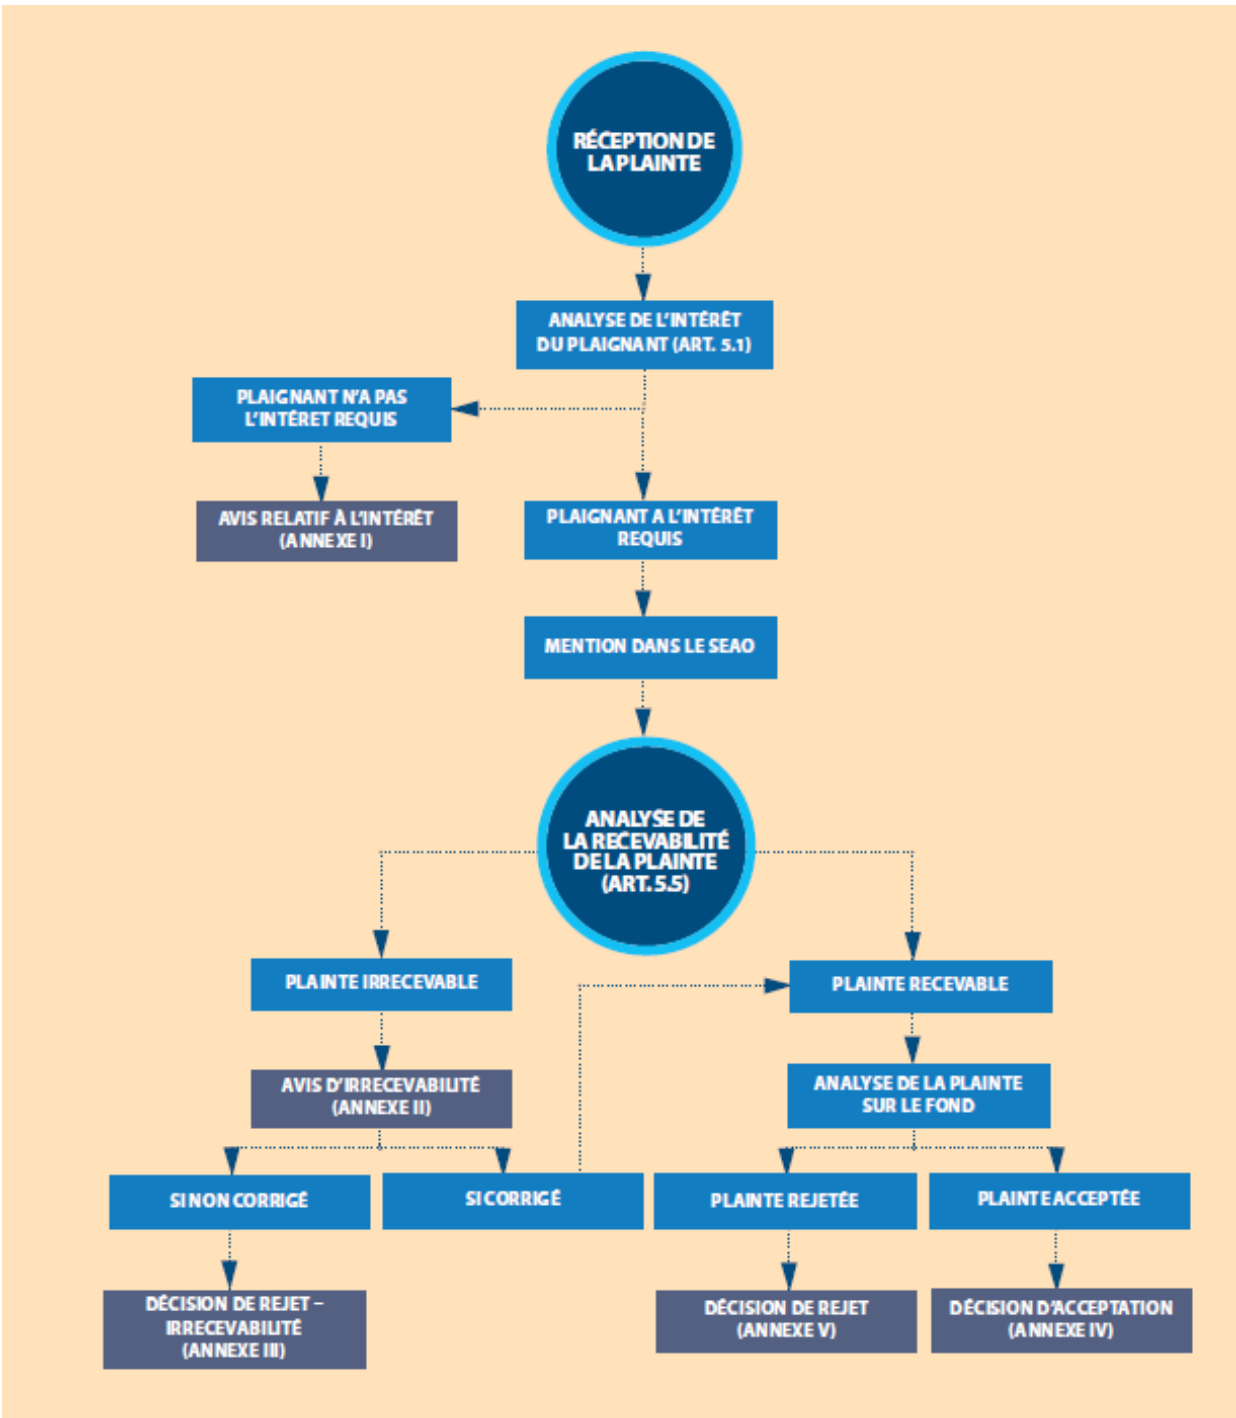 RÉCEPTION DE
LA PLAINTE
ANALYSE DE L'INTÉRÊT
DU PLAIGNANT (ART. 5.1)
PLAIGNANT N'A PAS
L'INTÉRET REQUIS
AVIS RELATIF À L'INTÉRÊT
(ANNEXE I)
PLAIGNANT A L'INTÉRÊT
REQUIS
MENTION DANS LE SEAO
ANALYSE DE
LA RECEVABILITÉ
DE LA PLAINTE
(ART. 5.5)
PLAINTE IRRECEVABLE
PLAINTE RECEVABLE
AVIS D'IRRECEVABILITÉ
(ANNEXE II)
ANALYSE DE LA PLAINTE
SUR LE FOND
SI NON CORRIGÉ
SI CORRIGÉ
PLAINTE REJETÉE
PLAINTE ACCEPTÉE
DÉCISION DE REJET –
IRRECEVABILITÉ
(ANNEXE III)
DÉCISION DE REJET
(ANNEXE V)
DÉCISION D'ACCEPTATION
(ANNEXE IV)